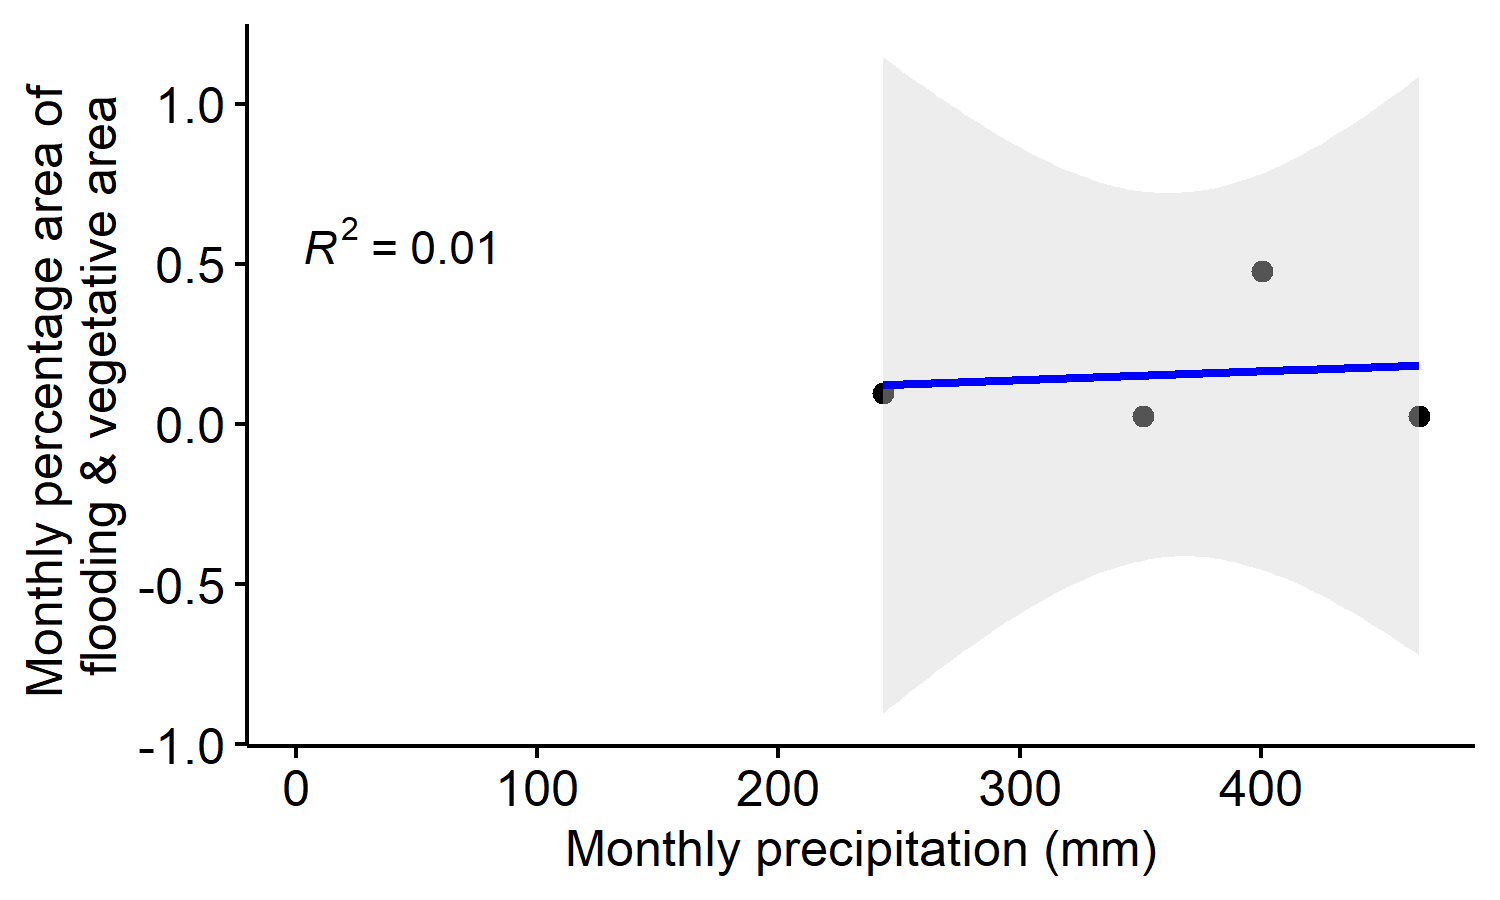 Monthly percentage area of
flooding & vegetative area
1.0
0.5
0.0
-0.5
-1.0
R² = 0.01
0 100 200 300 400
Monthly precipitation (mm)